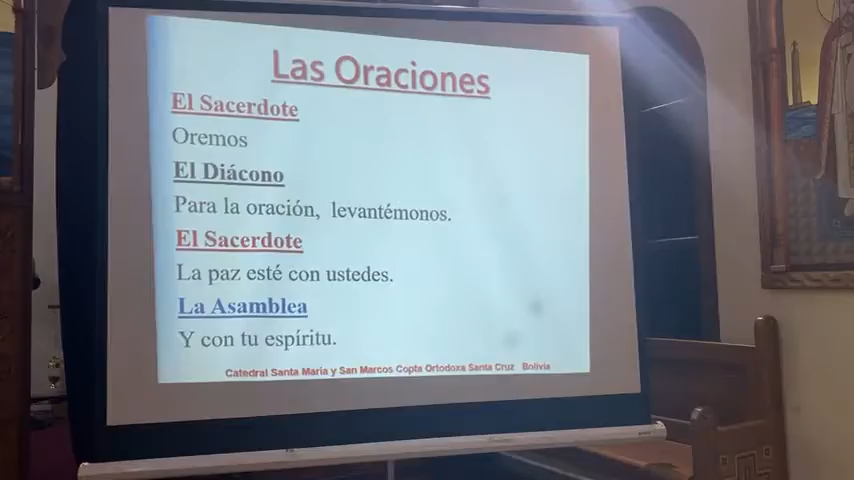 Las Oraciones
El Sacerdote
Oremos
El Diácono
Para la oración, levantémonos.
El Sacerdote
La paz esté con ustedes.
La Asamblea
Y con tu espíritu.
Catedral Santa María y San Marcos Copta Ortodoxa Santa Cruz Bolivia